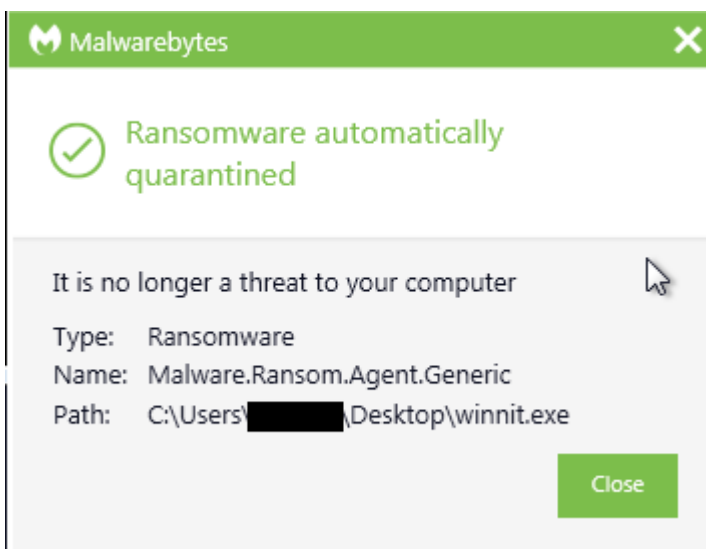 Malwarebytes
Ransomware automatically
quarantined
It is no longer a threat to your computer
Type: Ransomware
Name: Malware.Ransom.Agent.Generic
Path: C:\Users\ \Desktop\winnit.exe
Close